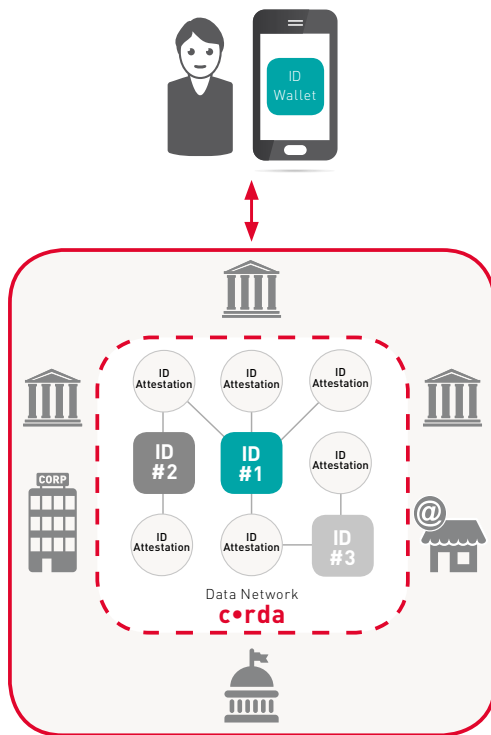 ID
Wallet
ID
Attestation
ID
Attestation
ID
Attestation
CORP
ID
#2
ID
#1
ID
Attestation
@
ID
Attestation
ID
Attestation
ID
#3
Data Network
c•rda